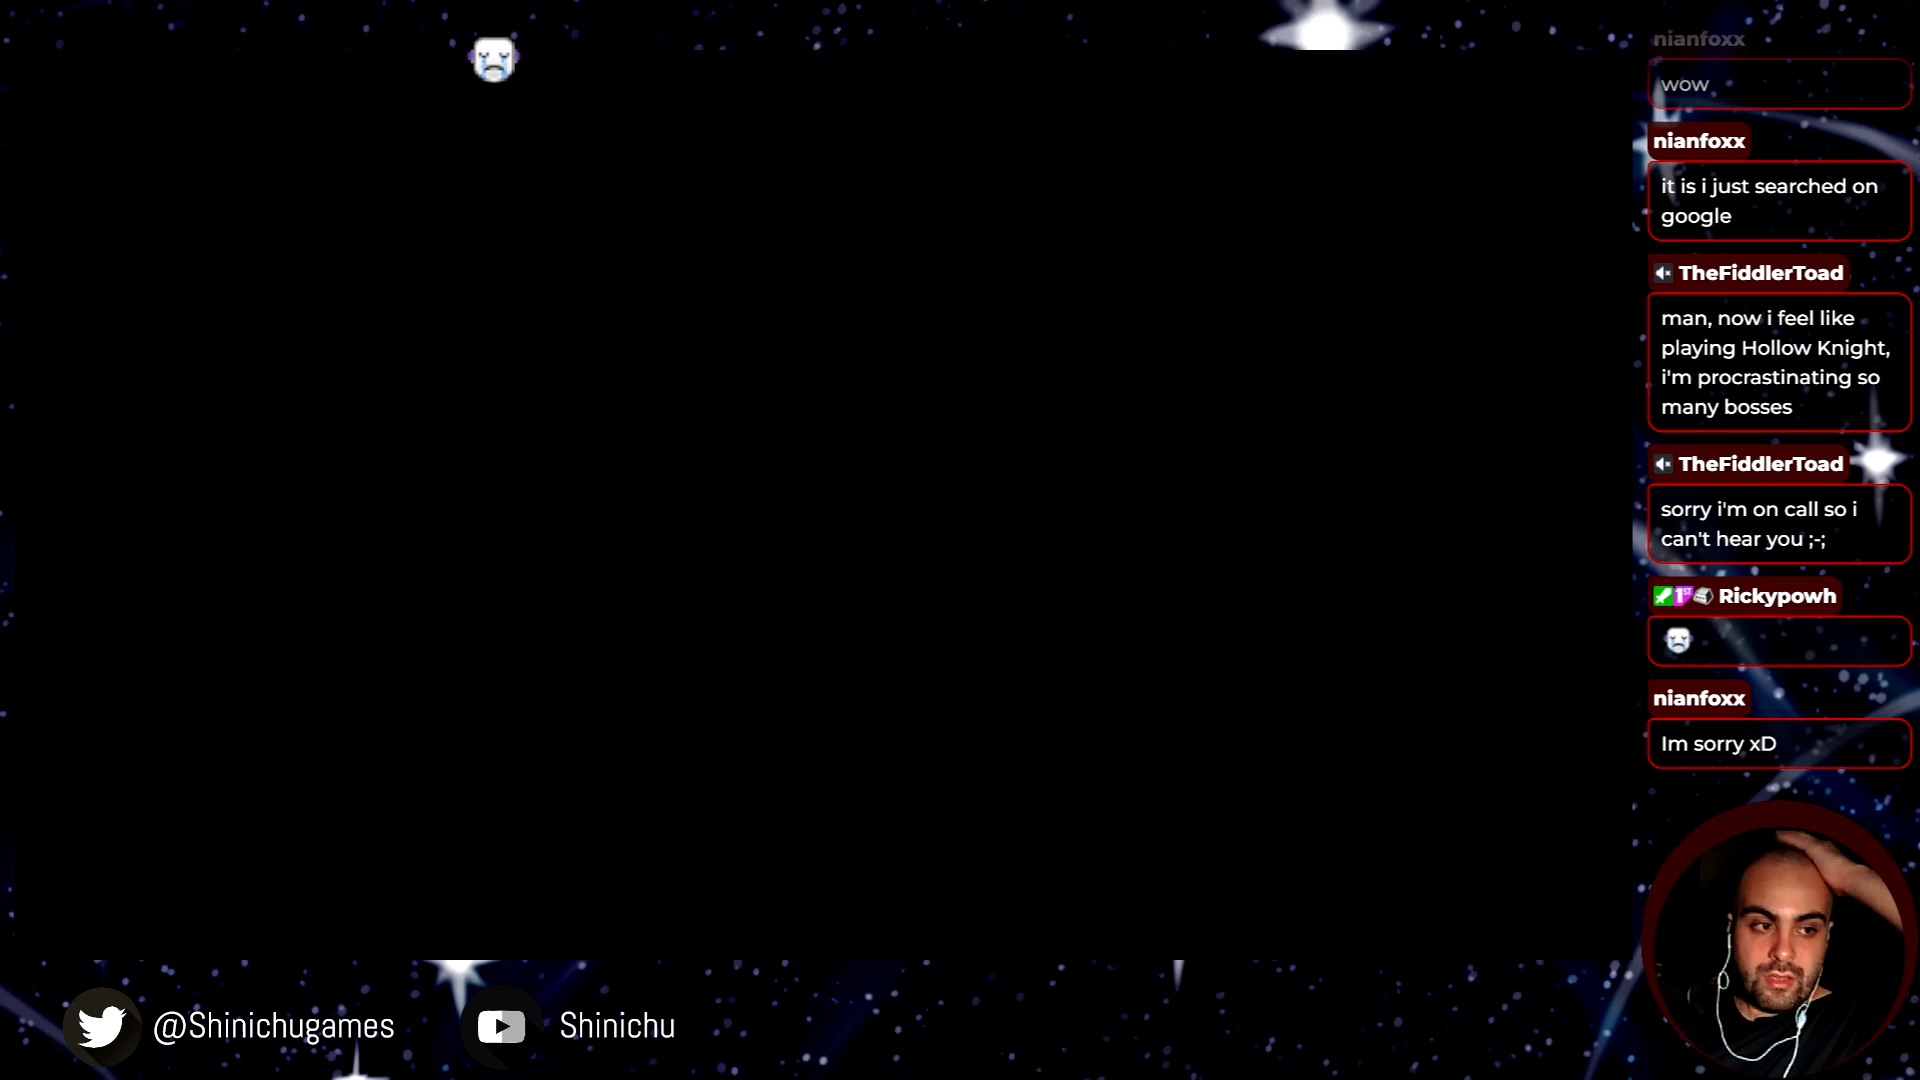 nianfoxx
wow
nianfoxx
it is i just searched on
google
TheFiddlerToad
man, now i feel like
playing Hollow Knight,
i'm procrastinating so
many bosses
TheFiddlerToad
sorry i'm on call so i
can't hear you ;-;
1ST Rickypowh
nianfoxx
Im sorry xD
@Shinichugames
Shinichu